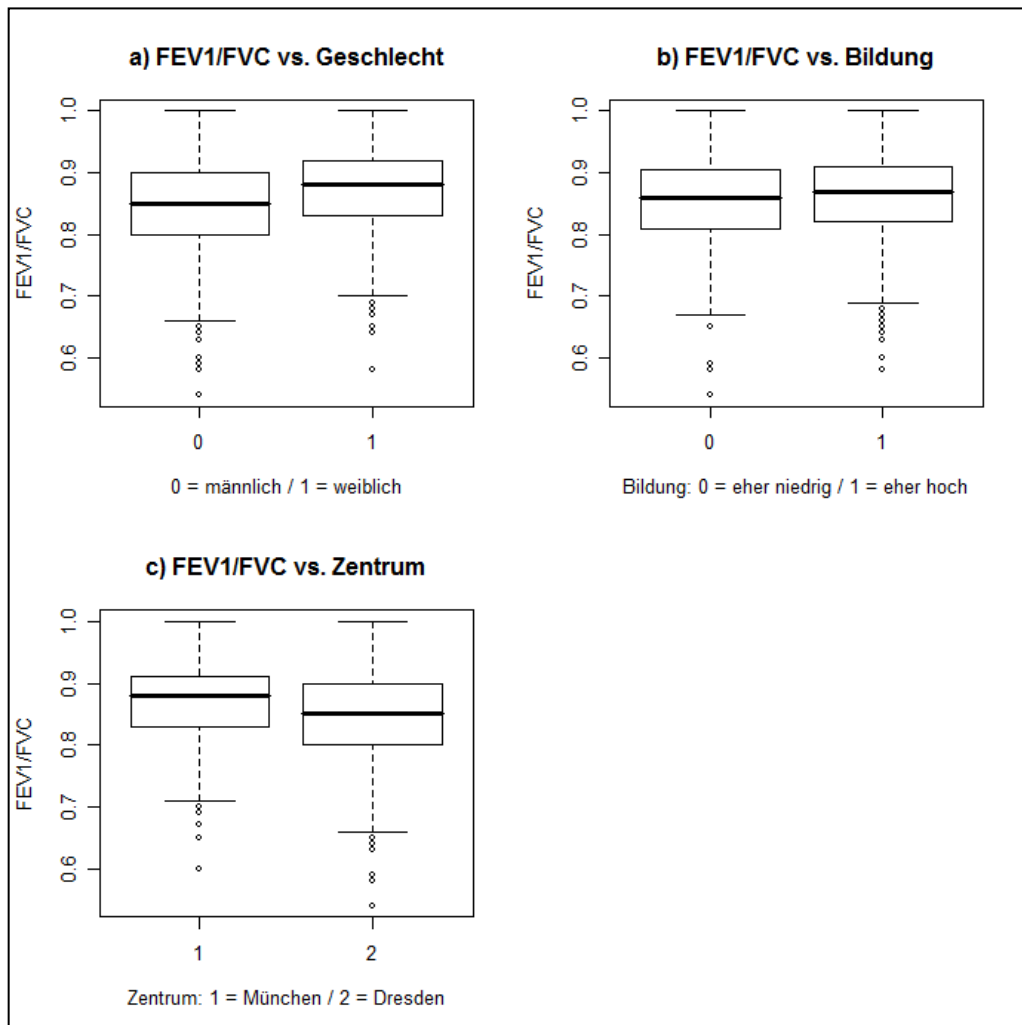 a) FEV1/FVC vs. Geschlecht
FEV1/FVC
1.0
0.9
0.8
0.7
0.6
0 1
0 = männlich / 1 = weiblich
b) FEV1/FVC vs. Bildung
FEV1/FVC
1.0
0.9
0.8
0.7
0.6
0 1
Bildung: 0 = eher niedrig / 1 = eher hoch
c) FEV1/FVC vs. Zentrum
FEV1/FVC
1.0
0.9
0.8
0.7
0.6
1 2
Zentrum: 1 = München / 2 = Dresden